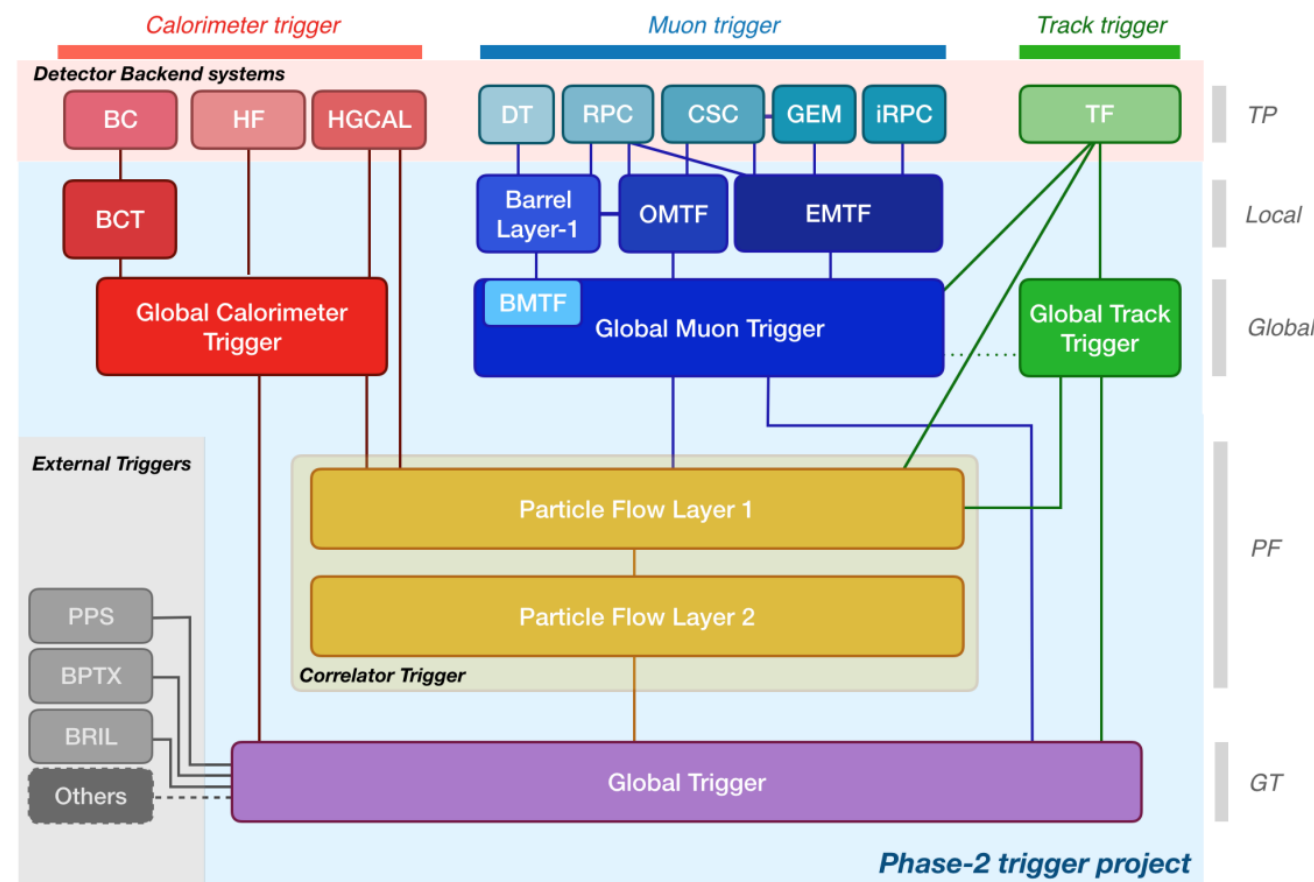 Calorimeter trigger
Muon trigger
Track trigger
Detector Backend systems
BC
HF
HGCAL
DT
RPC
CSC
GEM
iRPC
TF
TP
BCT
Barrel
Layer-1
OMTF
EMTF
Local
Global Calorimeter
Trigger
BMTF
Global Muon Trigger
Global Track
Trigger
Global
External Triggers
Particle Flow Layer 1
PF
Particle Flow Layer 2
Correlator Trigger
PPS
BPTX
BRIL
Others
Global Trigger
GT
Phase-2 trigger project